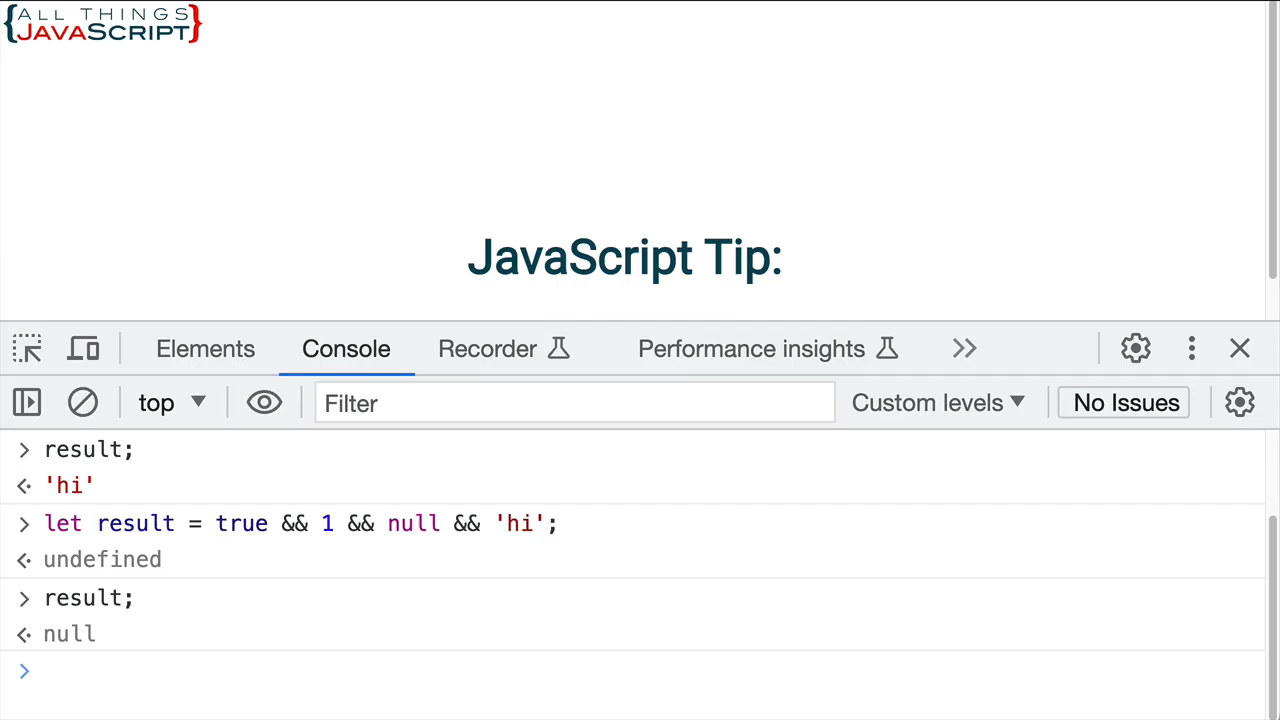 {ALL THINGS
JAVASCRIPT}
JavaScript Tip:
Elements Console Recorder Performance insights
top Filter Custom levels No Issues
> result;
'hi'
> let result = true && 1 && null && 'hi';
undefined
> result;
null
>